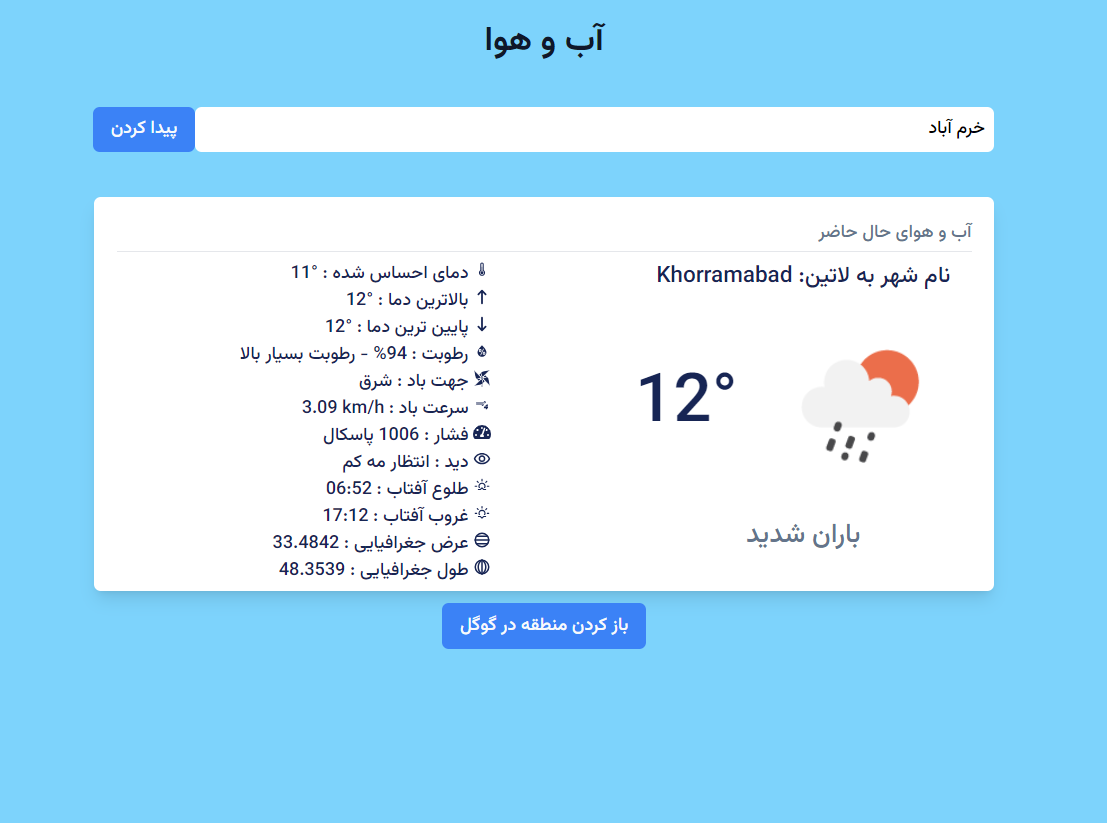 آب و هوا
خرم آباد
پیدا کردن
آب و هوای حال حاضر
نام شهر به لاتین: Khorramabad
12°
باران شدید
دمای احساس شده : 11°
بالاترین دما : 12°
پایین ترین دما : 12°
رطوبت : 94% - رطوبت بسیار بالا
جهت باد : شرق
سرعت باد : 3.09 km/h
فشار : 1006 پاسکال
دید : انتظار مه کم
طلوع آفتاب : 06:52
غروب آفتاب : 17:12
عرض جغرافیایی : 33.4842
طول جغرافیایی : 48.3539
باز کردن منطقه در گوگل